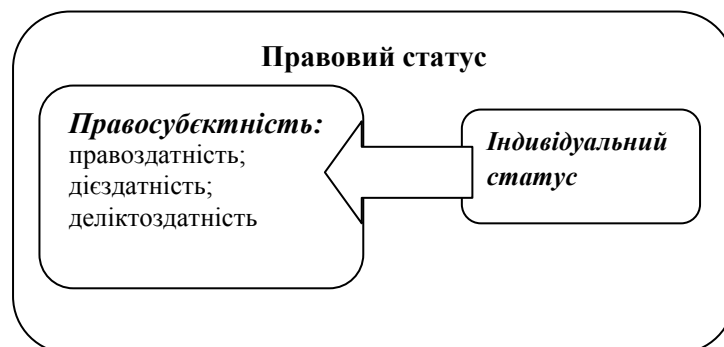 Правовий статус
Правосубєктність:
правоздатність;
дієздатність;
деліктоздатність
Індивідуальний
статус